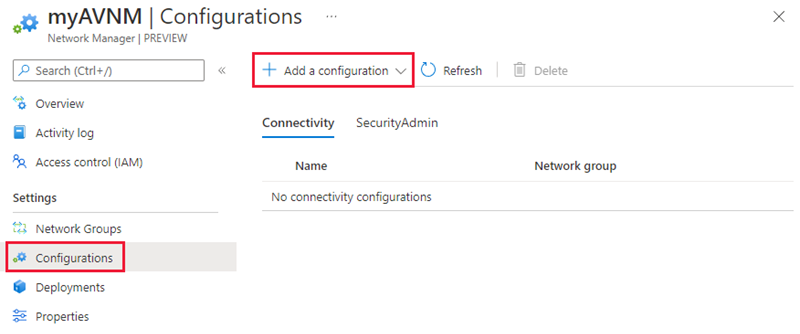 myAVNM | Configurations ...
Network Manager | PREVIEW
Search (Ctrl+/)
Overview
Activity log
Access control (IAM)
Settings
Network Groups
Configurations
Deployments
Properties
Add a configuration
Refresh
Delete
Connectivity
SecurityAdmin
Name
Network group
No connectivity configurations